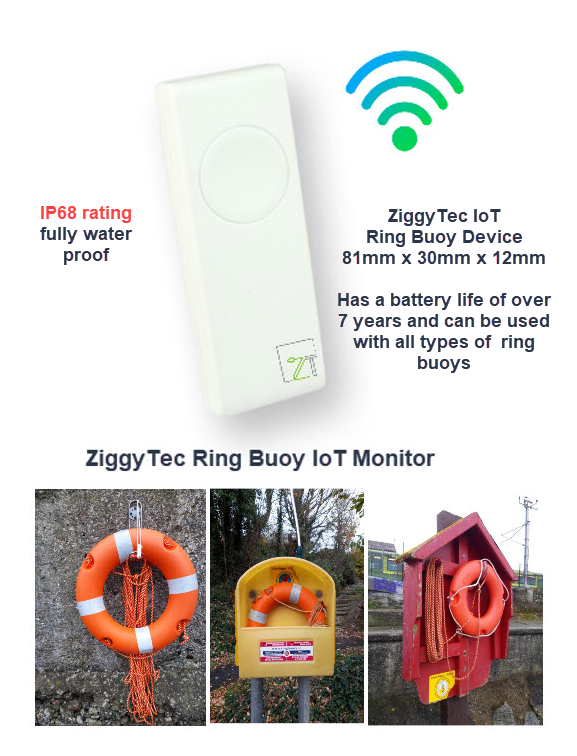 IP68 rating
fully water
proof
ZiggyTec IoT
Ring Buoy Device
81mm x 30mm x 12mm
Has a battery life of over
7 years and can be used
with all types of ring
buoys
ZT
ZiggyTec Ring Buoy IoT Monitor